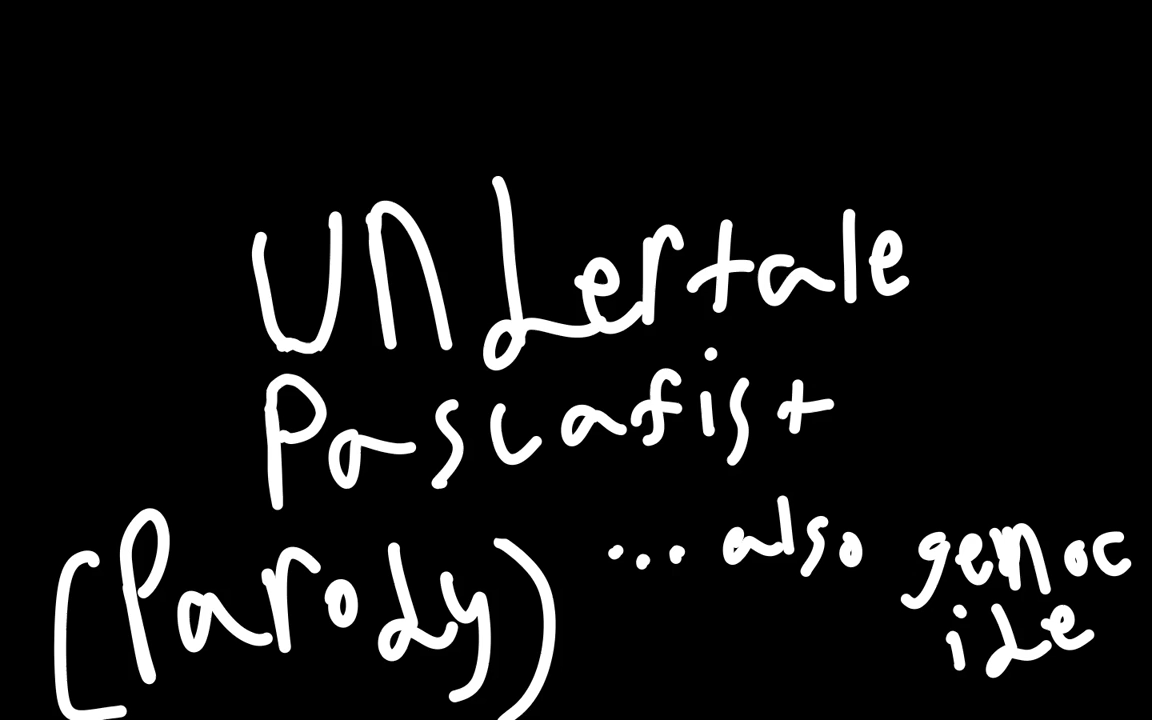 UNdertale
Pascafist
(Parody)
...also genoc
ide